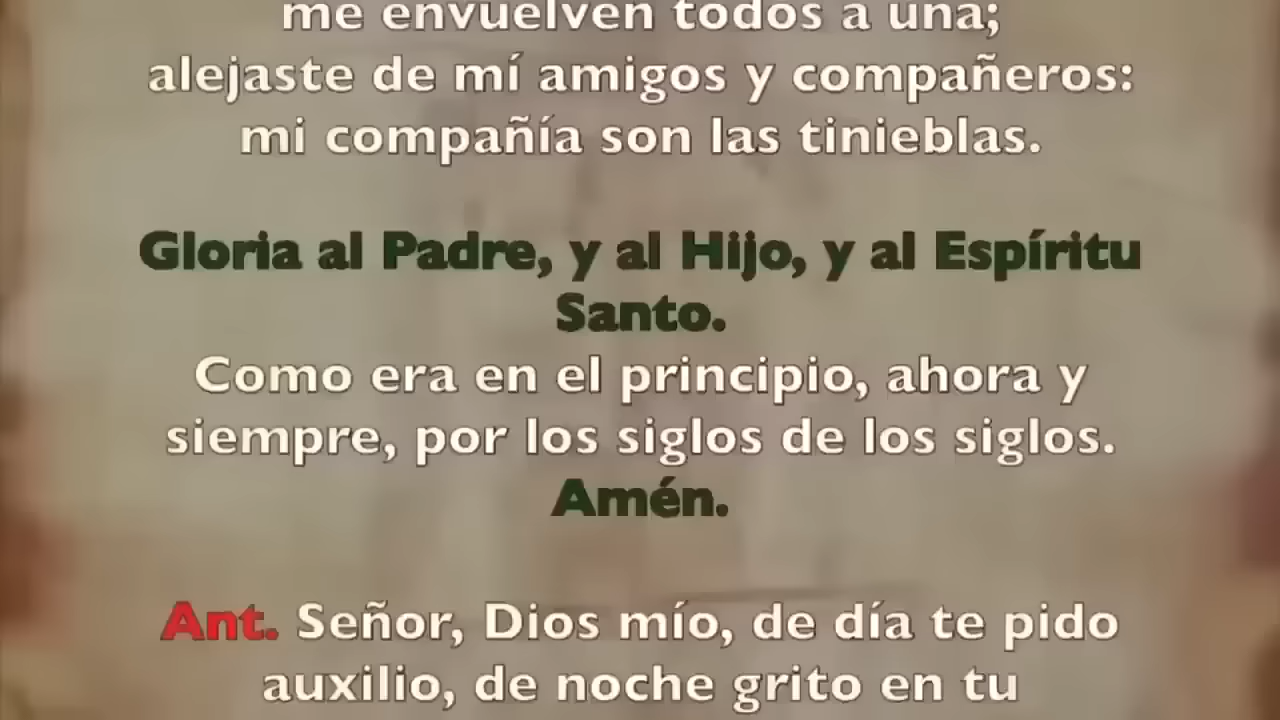 me envuelven todos a una;
alejaste de mí amigos y compañeros:
mi compañía son las tinieblas.
Gloria al Padre, y al Hijo, y al Espíritu
Santo.
Como era en el principio, ahora y
siempre, por los siglos de los siglos.
Amén.
Ant. Señor, Dios mío, de día te pido
auxilio, de noche grito en tu